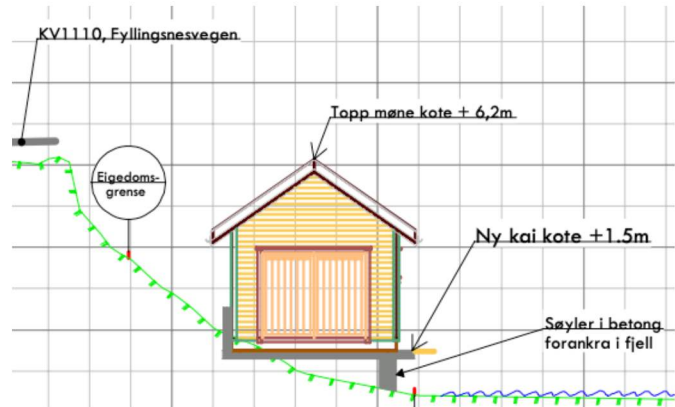 KV1110, Fyllingsnesvegen
Topp møne kote + 6,2m
Eigedoms-
grense
Ny kai kote +1.5m
Søyler i betong
forankra i fjell